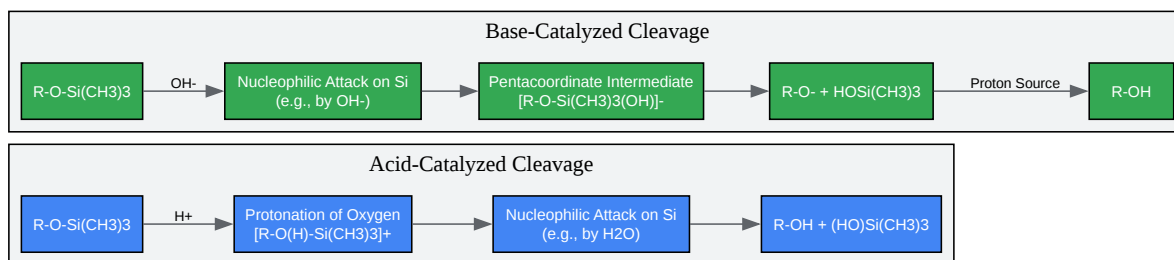 Base-Catalyzed Cleavage
R-O-Si(CH3)3
OH-
Nucleophilic Attack on Si
(e.g., by OH-)
Pentacoordinate Intermediate
[R-O-Si(CH3)3(OH)]-
R-O- + HOSi(CH3)3
Proton Source
R-OH
Acid-Catalyzed Cleavage
R-O-Si(CH3)3
H+
Protonation of Oxygen
[R-O(H)-Si(CH3)3]+
Nucleophilic Attack on Si
(e.g., by H2O)
R-OH + (HO)Si(CH3)3